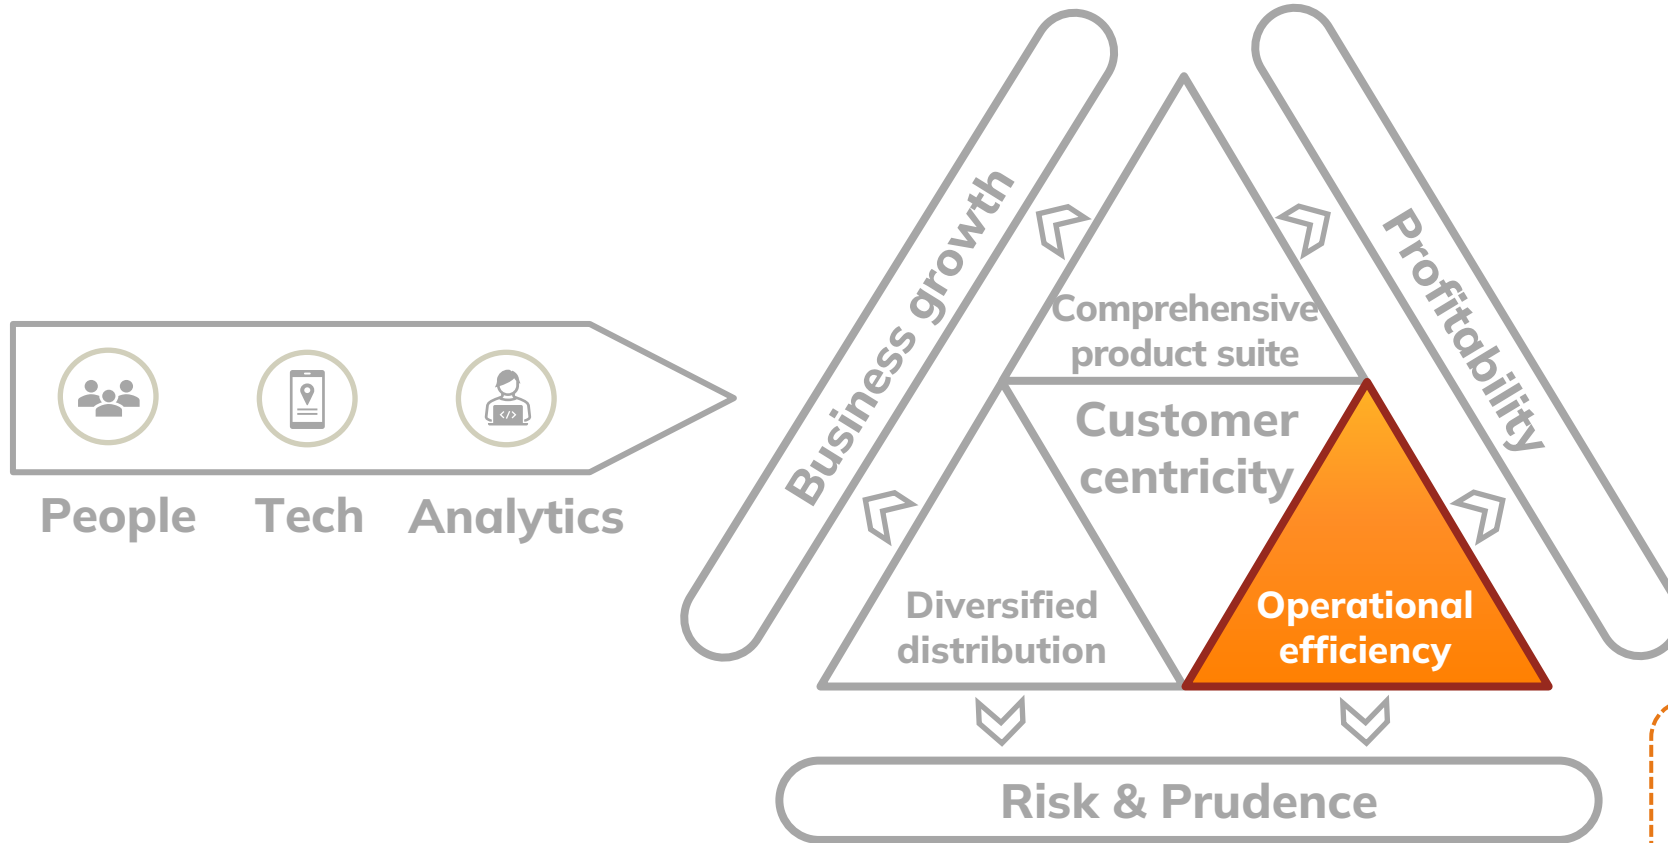 Business growth
Profitability
Comprehensive
product suite
Customer
centricity
People
Tech
Analytics
</>
Diversified
distribution
Operational
efficiency
Risk & Prudence